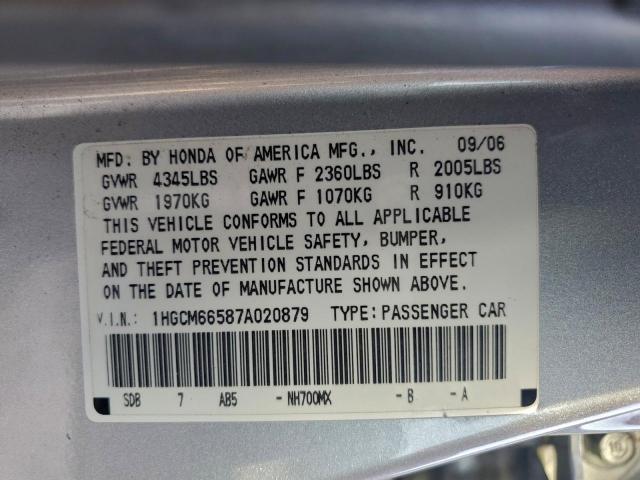 MFD. BY HONDA OF AMERICA MFG., INC. 09/06
GVWR 4345LBS GAWR F 2360LBS R 2005LBS
GVWR 1970KG GAWR F 1070KG R 910KG
THIS VEHICLE CONFORMS TO ALL APPLICABLE
FEDERAL MOTOR VEHICLE SAFETY, BUMPER,
AND THEFT PREVENTION STANDARDS IN EFFECT
ON THE DATE OF MANUFACTURE SHOWN ABOVE.
V.I.N.: 1HGCM66587A020879 TYPE: PASSENGER CAR
SDB 7 AB5 -NH700MX -B -A